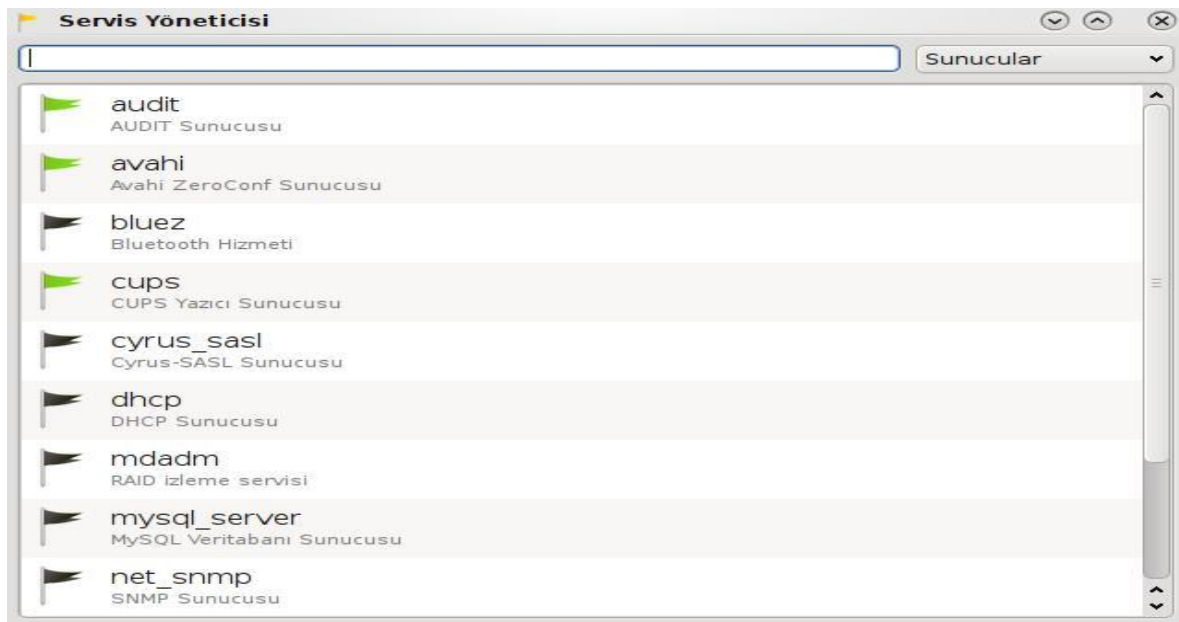 Servis Yöneticisi
Sunucular
audit
AUDIT Sunucusu
avahi
Avahi ZeroConf Sunucusu
bluez
Bluetooth Hizmeti
cups
CUPS Yazıcı Sunucusu
cyrus_sasl
Cyrus-SASL Sunucusu
dhcp
DHCP Sunucusu
mdadm
RAID izleme servisi
mysql_server
MySQL Veritabanı Sunucusu
net_snmp
SNMP Sunucusu